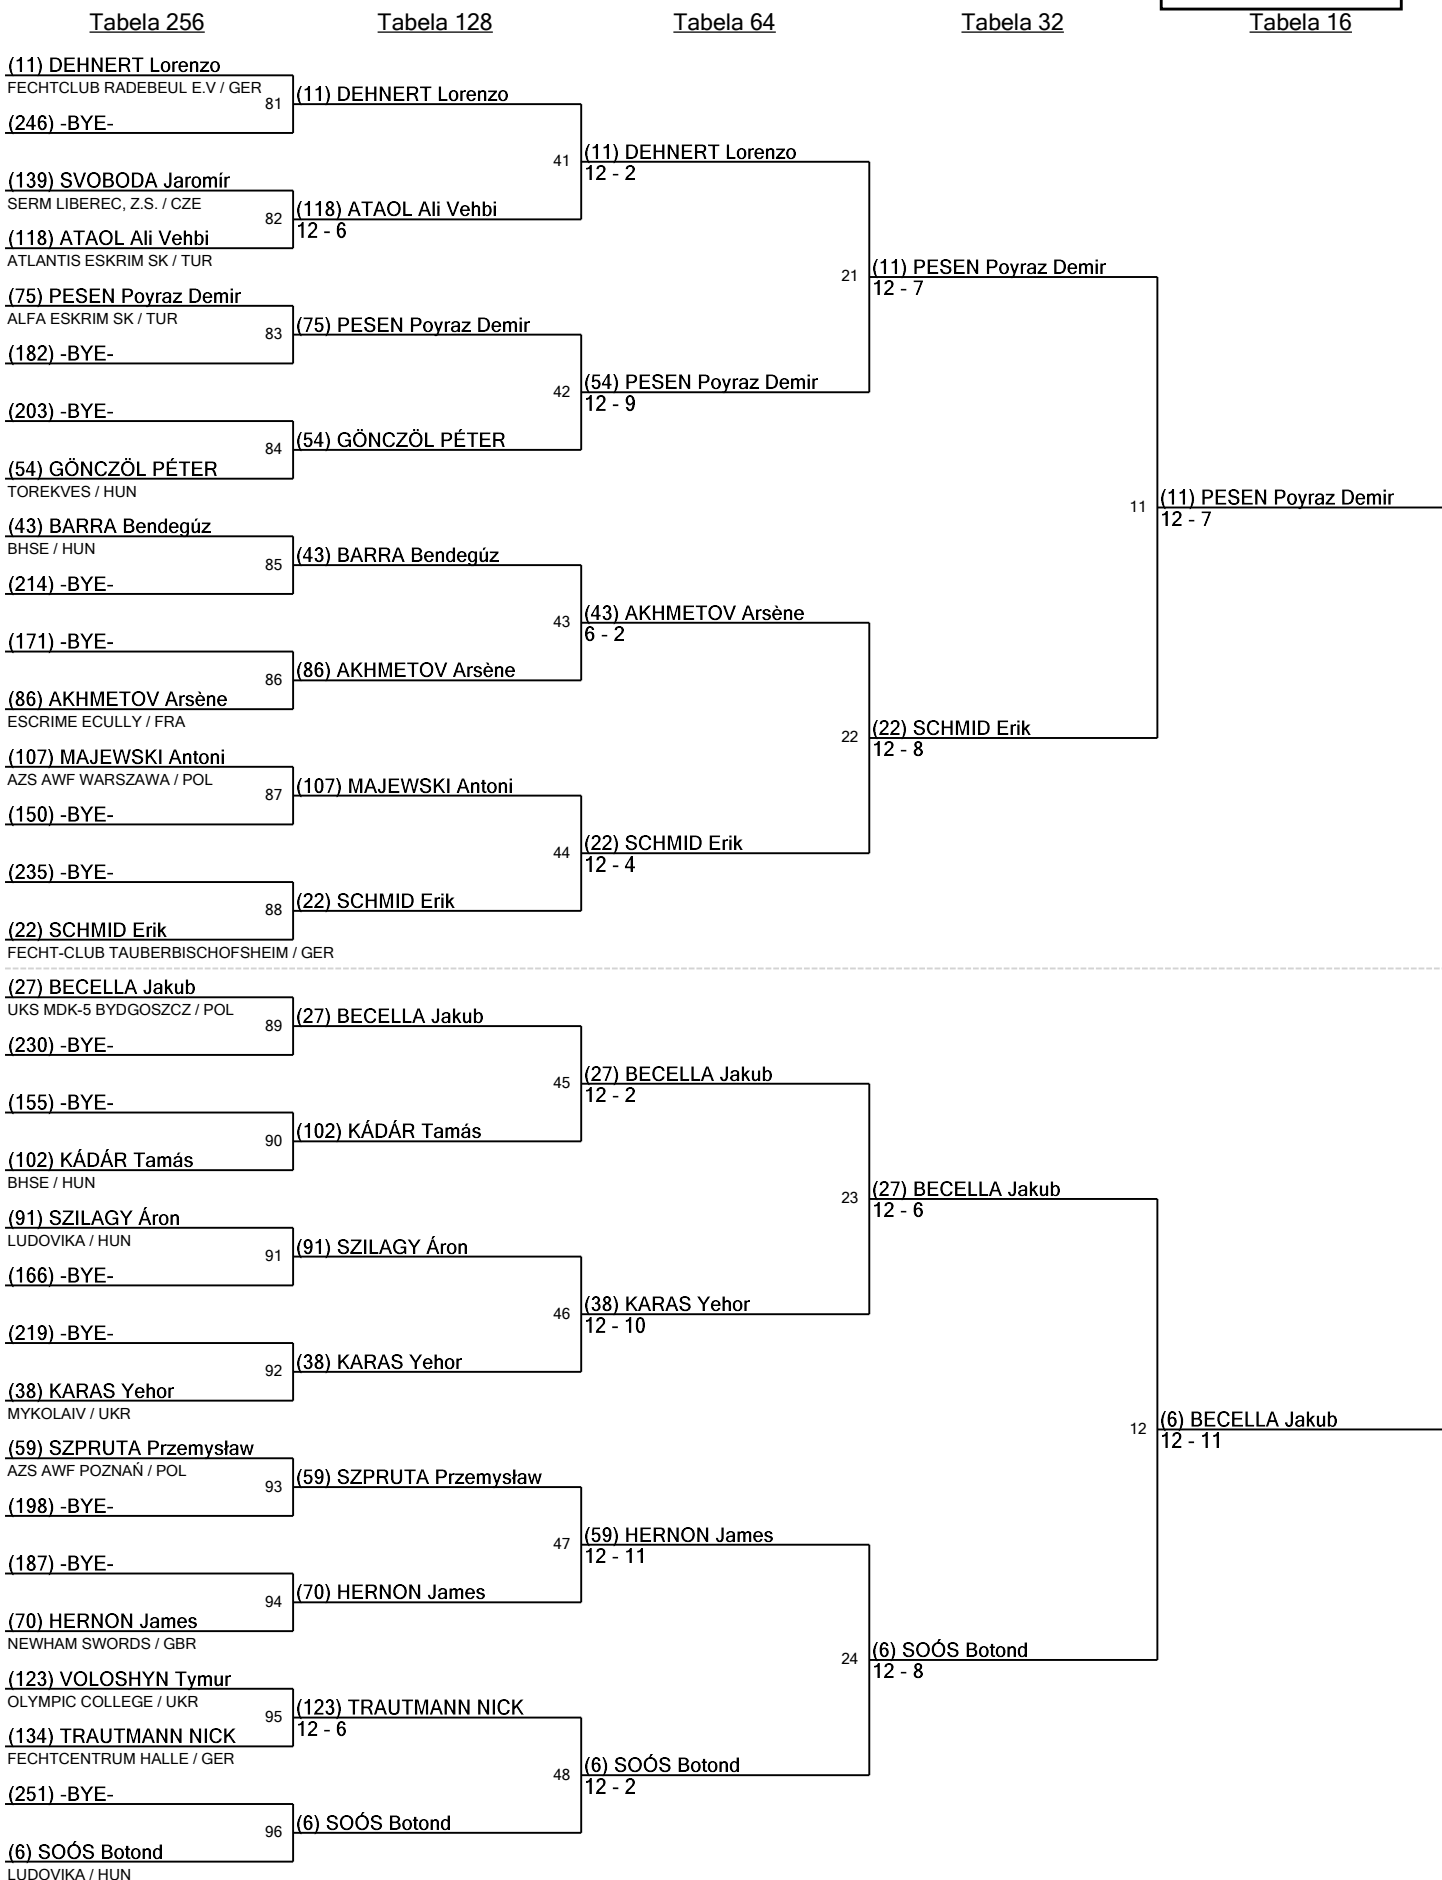 Tabela 256
Tabela 128
Tabela 64
Tabela 32
Tabela 16
(11) DEHNERT Lorenzo
FECHTCLUB RADEBEUL E.V / GER
81
(246) -BYE-
(139) SVOBODA Jaromír
SERM LIBEREC, Z.S. / CZE
82
(118) ATAOL Ali Vehbi
ATLANTIS ESKRIM SK / TUR
(75) PESEN Poyraz Demir
ALFA ESKRIM SK / TUR
83
(182) -BYE-
(203) -BYE-
84
(54) GÖNCZÖL PÉTER
TOREKVES / HUN
(43) BARRA Bendegúz
BHSE / HUN
85
(214) -BYE-
(171) -BYE-
86
(86) AKHMETOV Arsène
ESCRIME ECULLY / FRA
(107) MAJEWSKI Antoni
AZS AWF WARSZAWA / POL
87
(150) -BYE-
(235) -BYE-
88
(22) SCHMID Erik
FECHT-CLUB TAUBERBISCHOFSHEIM / GER
(27) BECELLA Jakub
UKS MDK-5 BYDGOSZCZ / POL
89
(230) -BYE-
(155) -BYE-
90
(102) KÁDÁR Tamás
BHSE / HUN
(91) SZILAGY Áron
LUDOVIKA / HUN
91
(166) -BYE-
(219) -BYE-
92
(38) KARAS Yehor
MYKOLAIV / UKR
(59) SZPRUTA Przemysław
AZS AWF POZNAŃ / POL
93
(198) -BYE-
(187) -BYE-
94
(70) HERNON James
NEWHAM SWORDS / GBR
(123) VOLOSHYN Tymur
OLYMPIC COLLEGE / UKR
95
(134) TRAUTMANN NICK
FECHTCENTRUM HALLE / GER
(251) -BYE-
96
(6) SOÓS Botond
LUDOVIKA / HUN
(11) DEHNERT Lorenzo
41
(118) ATAOL Ali Vehbi
12 - 6
(75) PESEN Poyraz Demir
42
(54) GÖNCZÖL PÉTER
(43) BARRA Bendegúz
43
(86) AKHMETOV Arsène
(107) MAJEWSKI Antoni
44
(22) SCHMID Erik
(27) BECELLA Jakub
45
(102) KÁDÁR Tamás
(91) SZILAGY Áron
46
(38) KARAS Yehor
(59) SZPRUTA Przemysław
47
(70) HERNON James
(123) TRAUTMANN NICK
12 - 6
48
(6) SOÓS Botond
(11) DEHNERT Lorenzo
12 - 2
21
(54) PESEN Poyraz Demir
12 - 9
(43) AKHMETOV Arsène
6 - 2
22
(22) SCHMID Erik
12 - 4
(27) BECELLA Jakub
12 - 2
23
(38) KARAS Yehor
12 - 10
(59) HERNON James
12 - 11
24
(6) SOÓS Botond
12 - 2
(11) PESEN Poyraz Demir
12 - 7
11
(22) SCHMID Erik
12 - 8
(27) BECELLA Jakub
12 - 6
12
(6) SOÓS Botond
12 - 8
(11) PESEN Poyraz Demir
12 - 7
(6) BECELLA Jakub
12 - 11